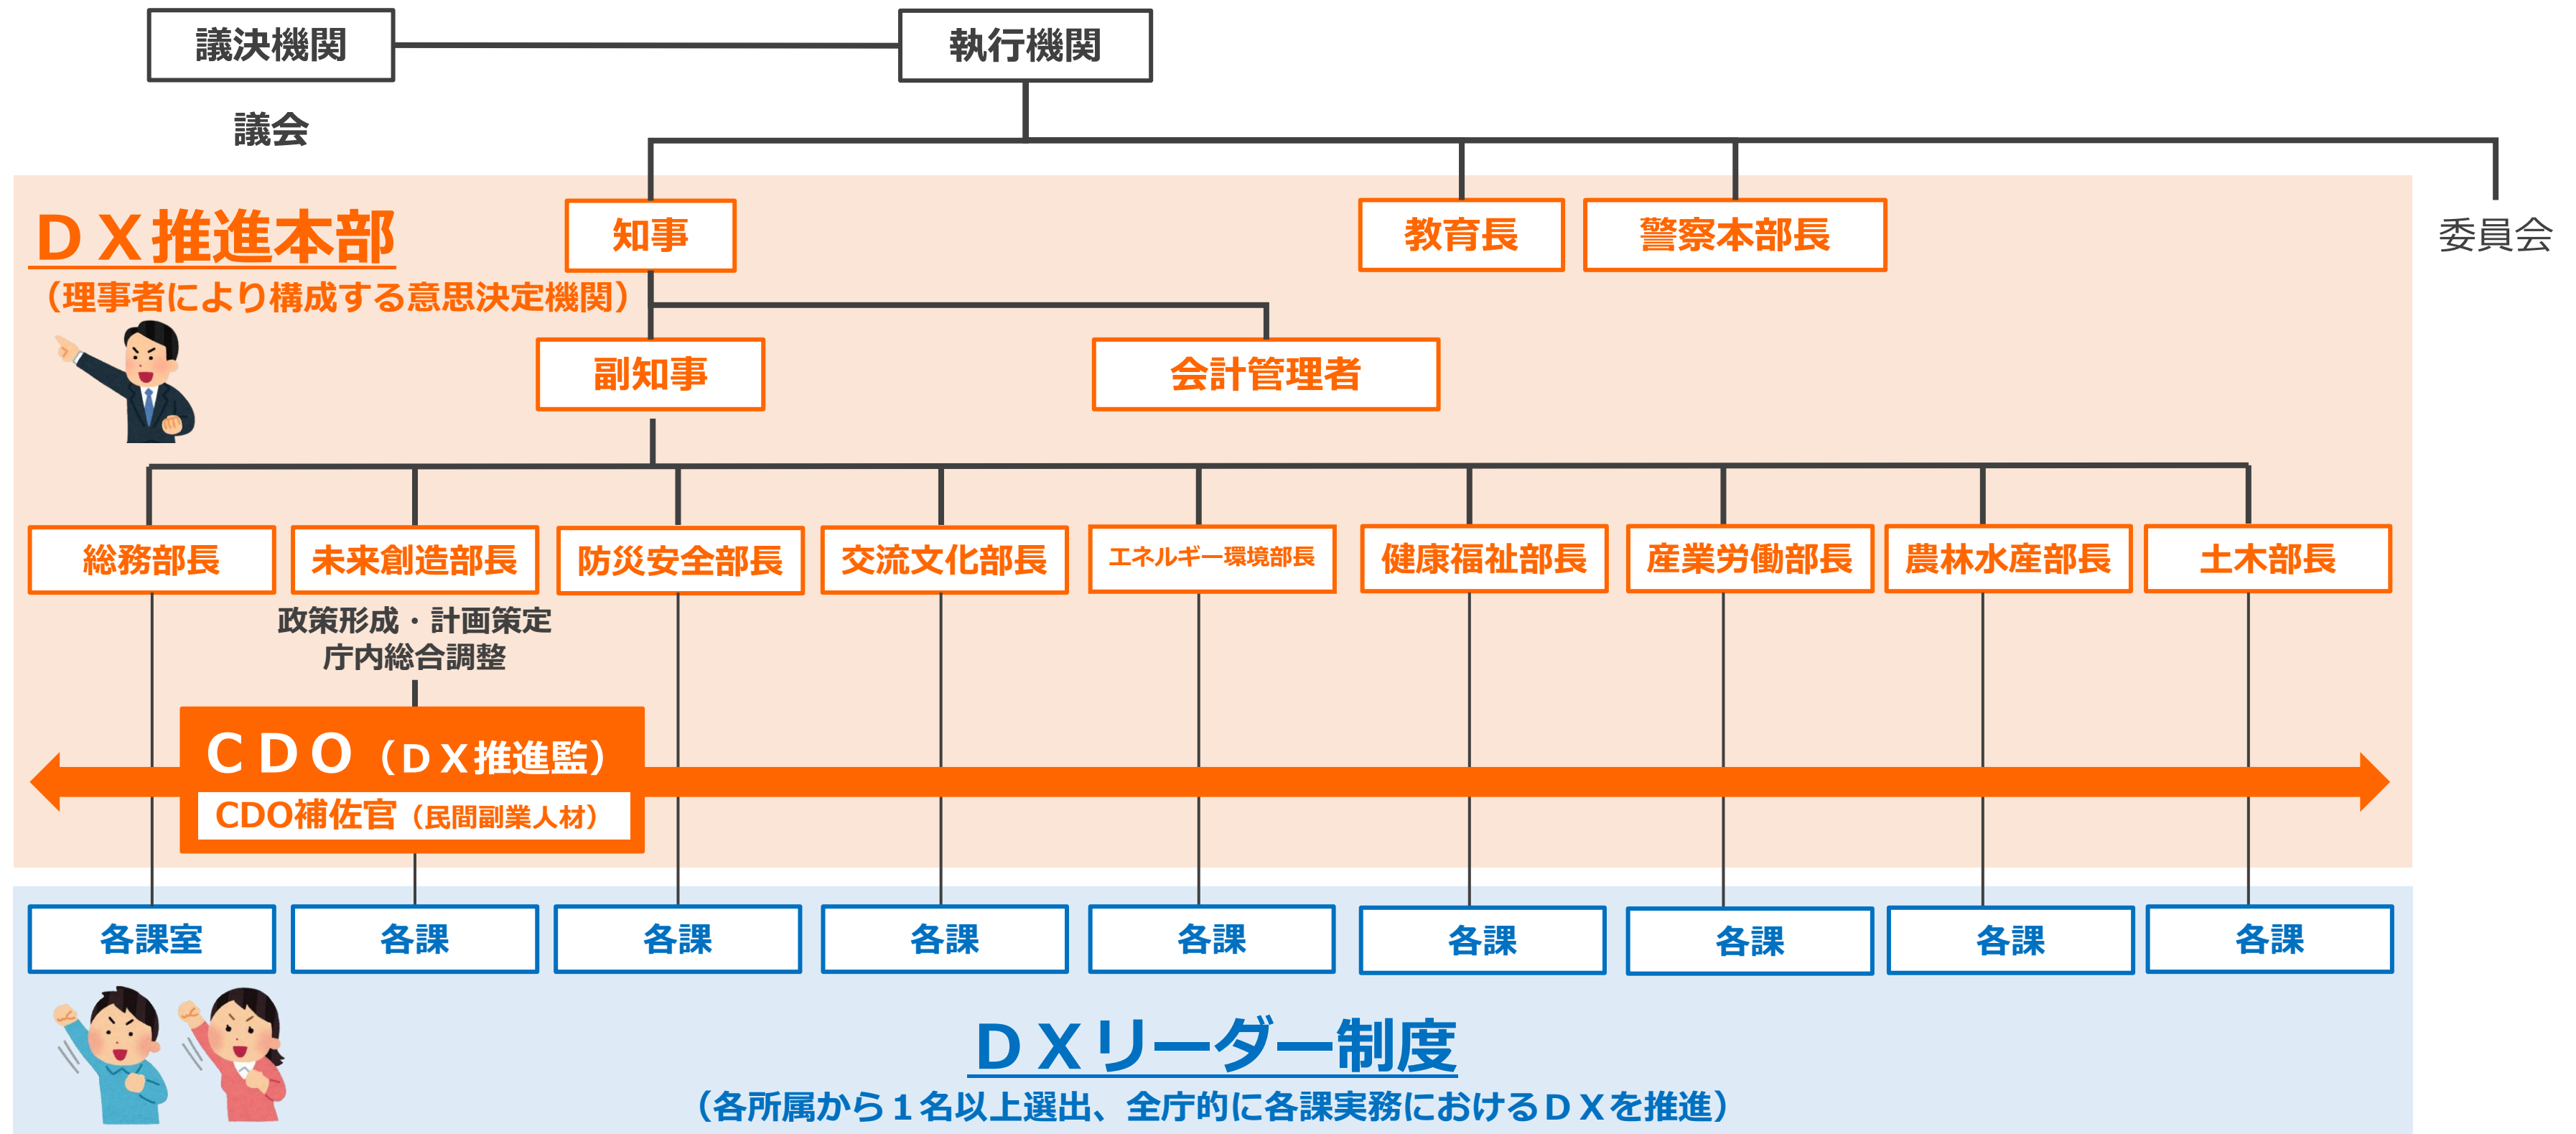 議決機関
執行機関
議会
ＤＸ推進本部
（理事者により構成する意思決定機関）
知事
教育長
警察本部長
委員会
副知事
会計管理者
総務部長
未来創造部長
防災安全部長
交流文化部長
エネルギー環境部長
健康福祉部長
産業労働部長
農林水産部長
土木部長
政策形成・計画策定
庁内総合調整
ＣＤＯ（ＤＸ推進監）
CDO補佐官（民間副業人材）
各課室
各課
各課
各課
各課
各課
各課
各課
各課
ＤＸリーダー制度
（各所属から１名以上選出、全庁的に各課実務におけるＤＸを推進）